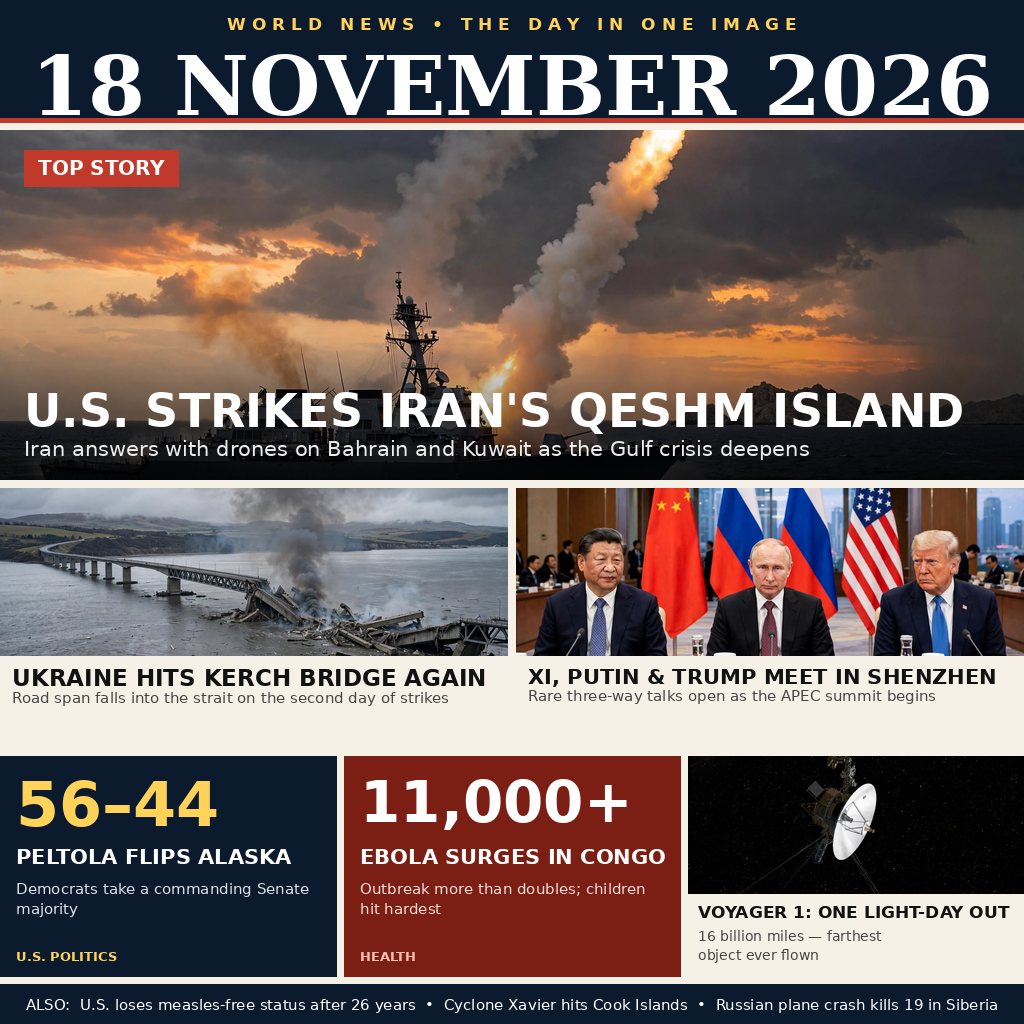 WORLD NEWS • THE DAY IN ONE IMAGE
18 NOVEMBER 2026
TOP STORY
U.S. STRIKES IRAN'S QESHM ISLAND
Iran answers with drones on Bahrain and Kuwait as the Gulf crisis deepens
UKRAINE HITS KERCH BRIDGE AGAIN
Road span falls into the strait on the second day of strikes
XI, PUTIN & TRUMP MEET IN SHENZHEN
Rare three-way talks open as the APEC summit begins
56–44
PELTOLA FLIPS ALASKA
Democrats take a commanding Senate
majority
U.S. POLITICS
11,000+
EBOLA SURGES IN CONGO
Outbreak more than doubles; children
hit hardest
HEALTH
VOYAGER 1: ONE LIGHT-DAY OUT
16 billion miles — farthest
object ever flown
ALSO: U.S. loses measles-free status after 26 years • Cyclone Xavier hits Cook Islands • Russian plane crash kills 19 in Siberia